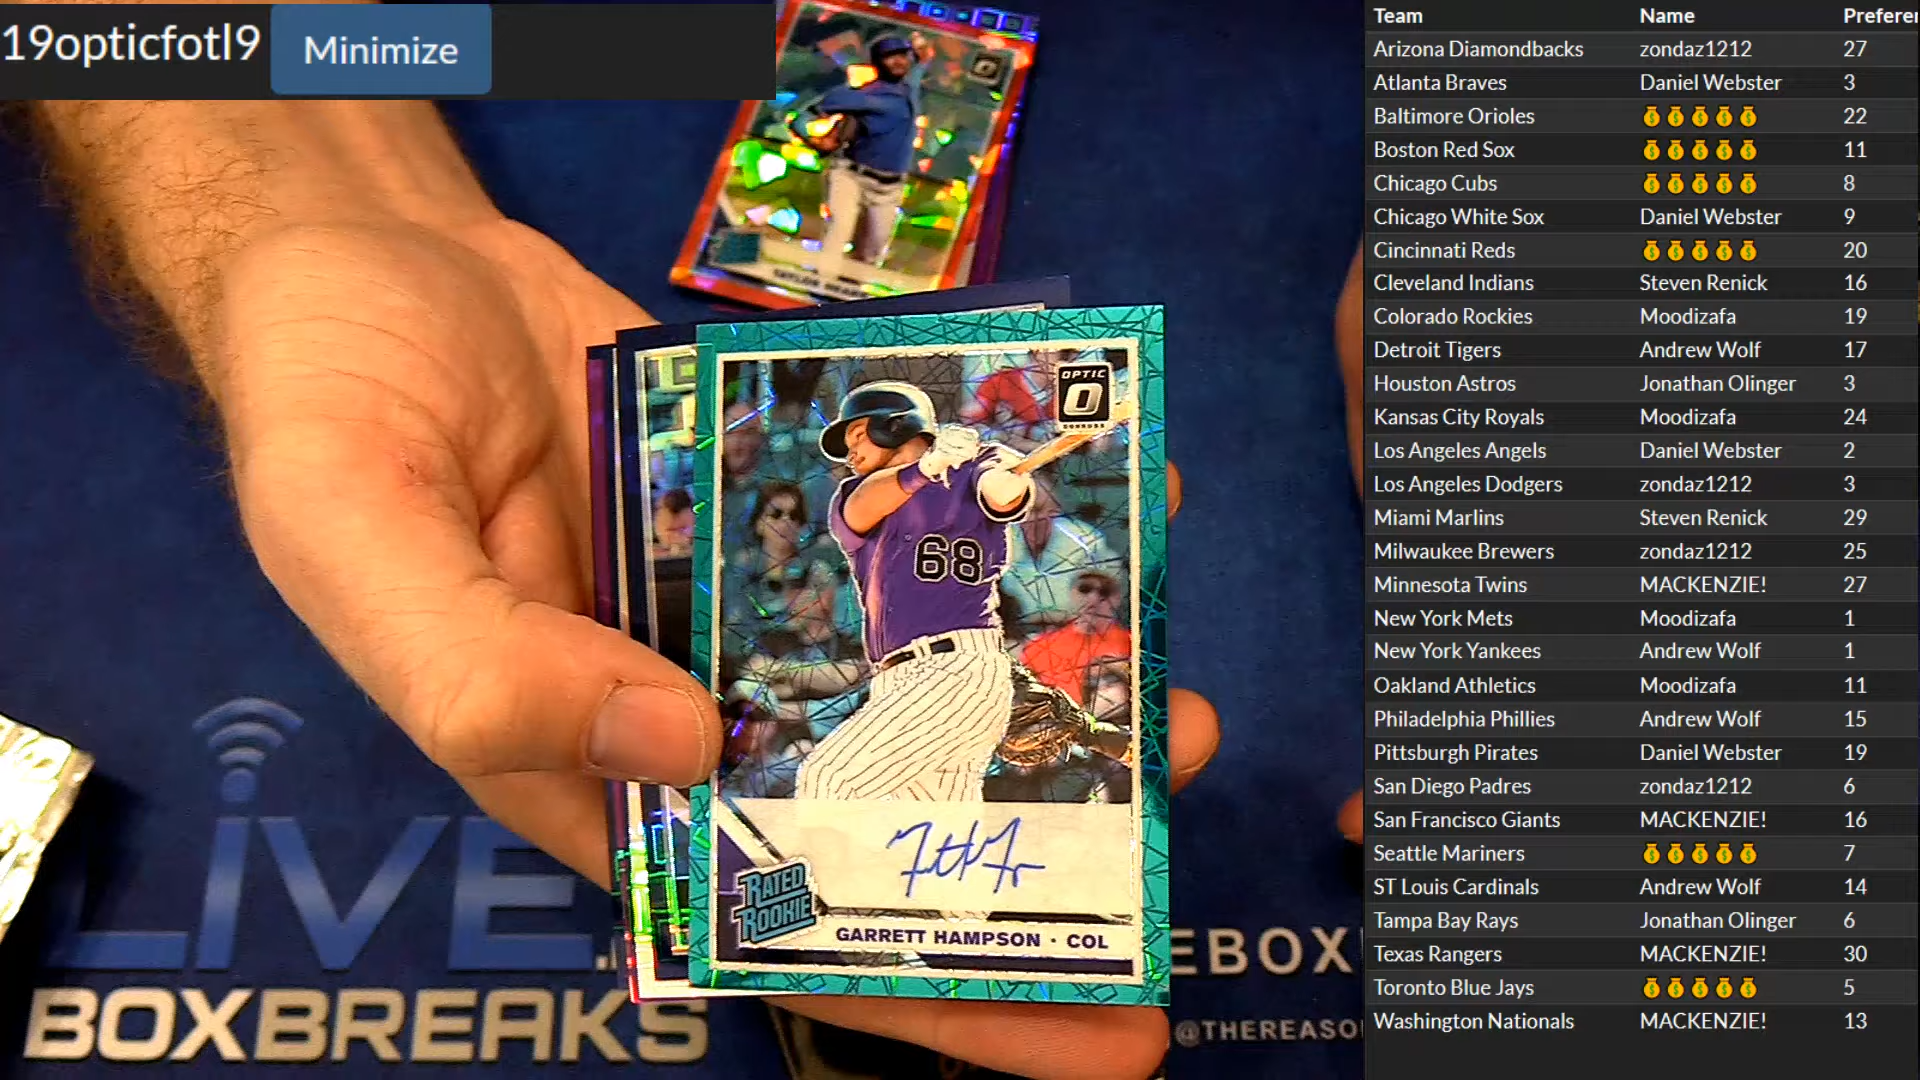 19opticfotl9 Minimize
Team Name Prefere
Arizona Diamondbacks zondaz1212 27
Atlanta Braves Daniel Webster 3
Baltimore Orioles 💰💰💰💰💰 22
Boston Red Sox 💰💰💰💰💰 11
Chicago Cubs 💰💰💰💰💰 8
Chicago White Sox Daniel Webster 9
Cincinnati Reds 💰💰💰💰💰 20
Cleveland Indians Steven Renick 16
Colorado Rockies Moodizafa 19
Detroit Tigers Andrew Wolf 17
Houston Astros Jonathan Olinger 3
Kansas City Royals Moodizafa 24
Los Angeles Angels Daniel Webster 2
Los Angeles Dodgers zondaz1212 3
Miami Marlins Steven Renick 29
Milwaukee Brewers zondaz1212 25
Minnesota Twins MACKENZIE! 27
New York Mets Moodizafa 1
New York Yankees Andrew Wolf 1
Oakland Athletics Moodizafa 11
Philadelphia Phillies Andrew Wolf 15
Pittsburgh Pirates Daniel Webster 19
San Diego Padres zondaz1212 6
San Francisco Giants MACKENZIE! 16
Seattle Mariners 💰💰💰💰💰 7
ST Louis Cardinals Andrew Wolf 14
Tampa Bay Rays Jonathan Olinger 6
Texas Rangers MACKENZIE! 30
Toronto Blue Jays 💰💰💰💰💰 5
Washington Nationals MACKENZIE! 13
OPTIC
O
DONRUSS
68
RATED
ROOKIE
GARRETT HAMPSON · COL
LIVE
BOXBREAKS
EBOX
@THEREASO